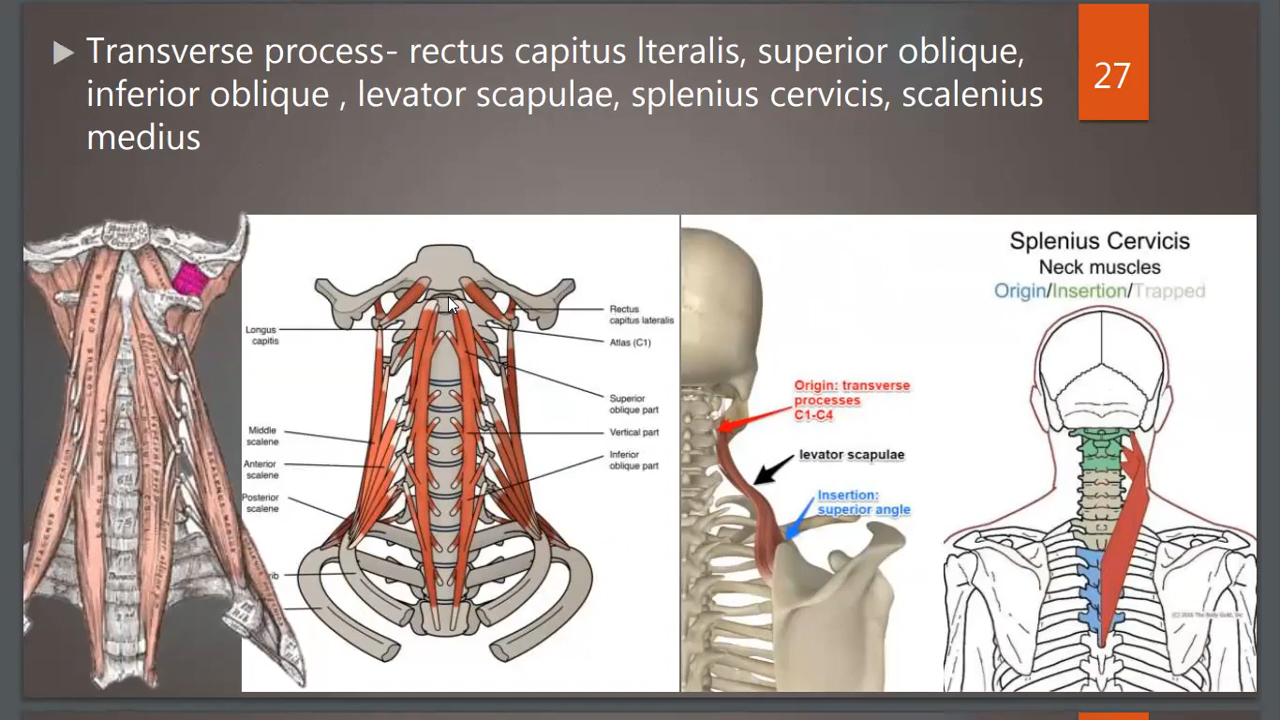 Transverse process- rectus capitus lteralis, superior oblique,
inferior oblique , levator scapulae, splenius cervicis, scalenius
medius
27
Longus
capitis
Middle
scalene
Anterior
scalene
Posterior
scalene
Rectus
capitus lateralis
Atlas (C1)
Superior
oblique part
Vertical part
Inferior
oblique part
Origin: transverse
processes
C1-C4
levator scapulae
Insertion:
superior angle
Splenius Cervicis
Neck muscles
Origin/Insertion/Trapped